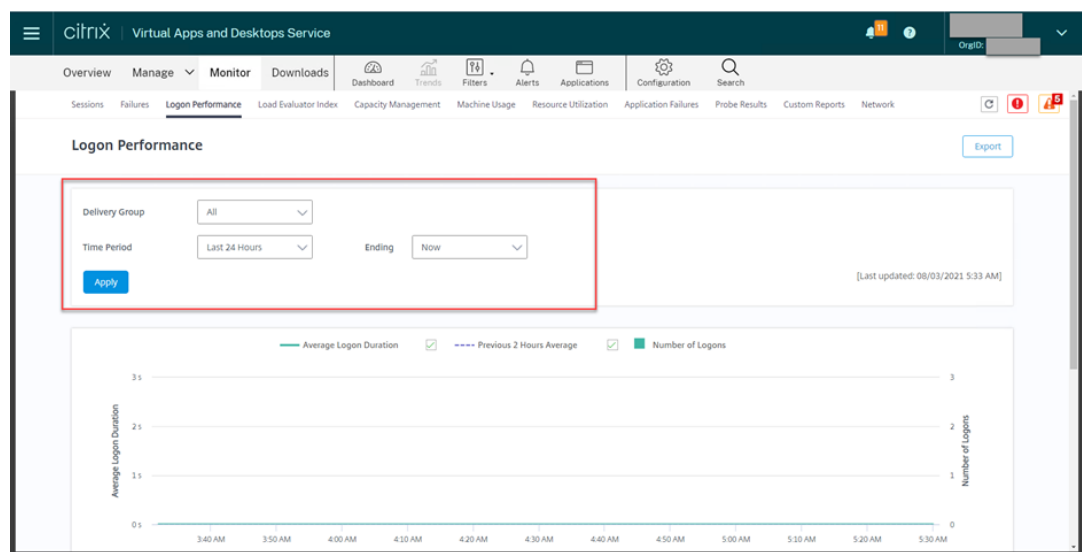 citrix Virtual Apps and Desktops Service 11 ?
OrgID:
Overview Manage Monitor Downloads Dashboard Trends Filters Alerts Applications Configuration Search
Sessions Failures Logon Performance Load Evaluator Index Capacity Management Machine Usage Resource Utilization Application Failures Probe Results Custom Reports Network 5
Logon Performance Export
Delivery Group All
Time Period Last 24 Hours Ending Now
Apply
[Last updated: 08/03/2021 5:33 AM]
Average Logon Duration Previous 2 Hours Average Number of Logons
3 s 3
2 s 2
1 s 1
0 s 0
Average Logon Duration
Number of Logons
3:40 AM 3:50 AM 4:00 AM 4:10 AM 4:20 AM 4:30 AM 4:40 AM 4:50 AM 5:00 AM 5:10 AM 5:20 AM 5:30 AM